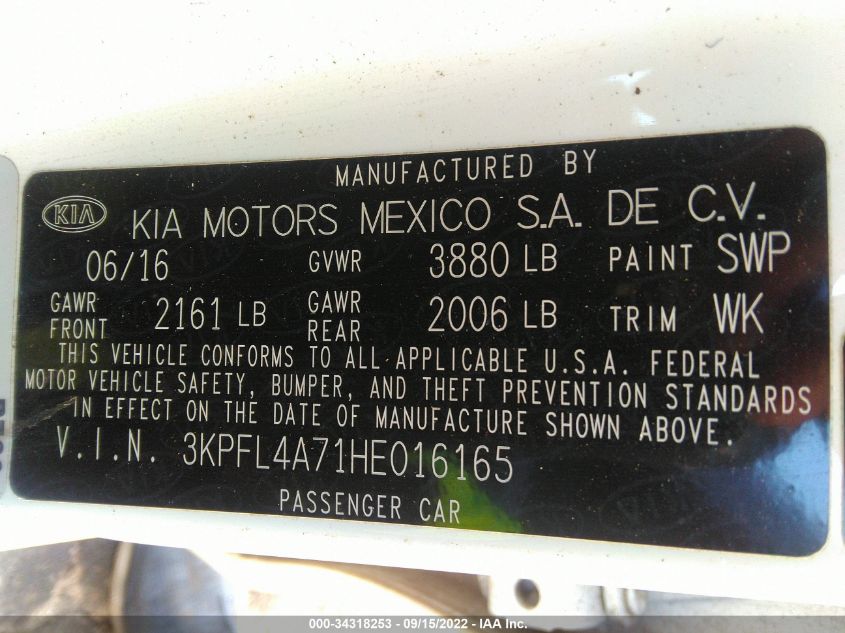 MANUFACTURED BY
KIA KIA MOTORS MEXICO S.A. DE C.V.
06/16 GVWR 3880 LB PAINT SWP
GAWR FRONT 2161 LB GAWR REAR 2006 LB TRIM WK
THIS VEHICLE CONFORMS TO ALL APPLICABLE U.S.A. FEDERAL
MOTOR VEHICLE SAFETY, BUMPER, AND THEFT PREVENTION STANDARDS
IN EFFECT ON THE DATE OF MANUFACTURE SHOWN ABOVE.
V.I.N. 3KPFL4A71HE016165
PASSENGER CAR
000-34318253 - 09/15/2022 - IAA Inc.